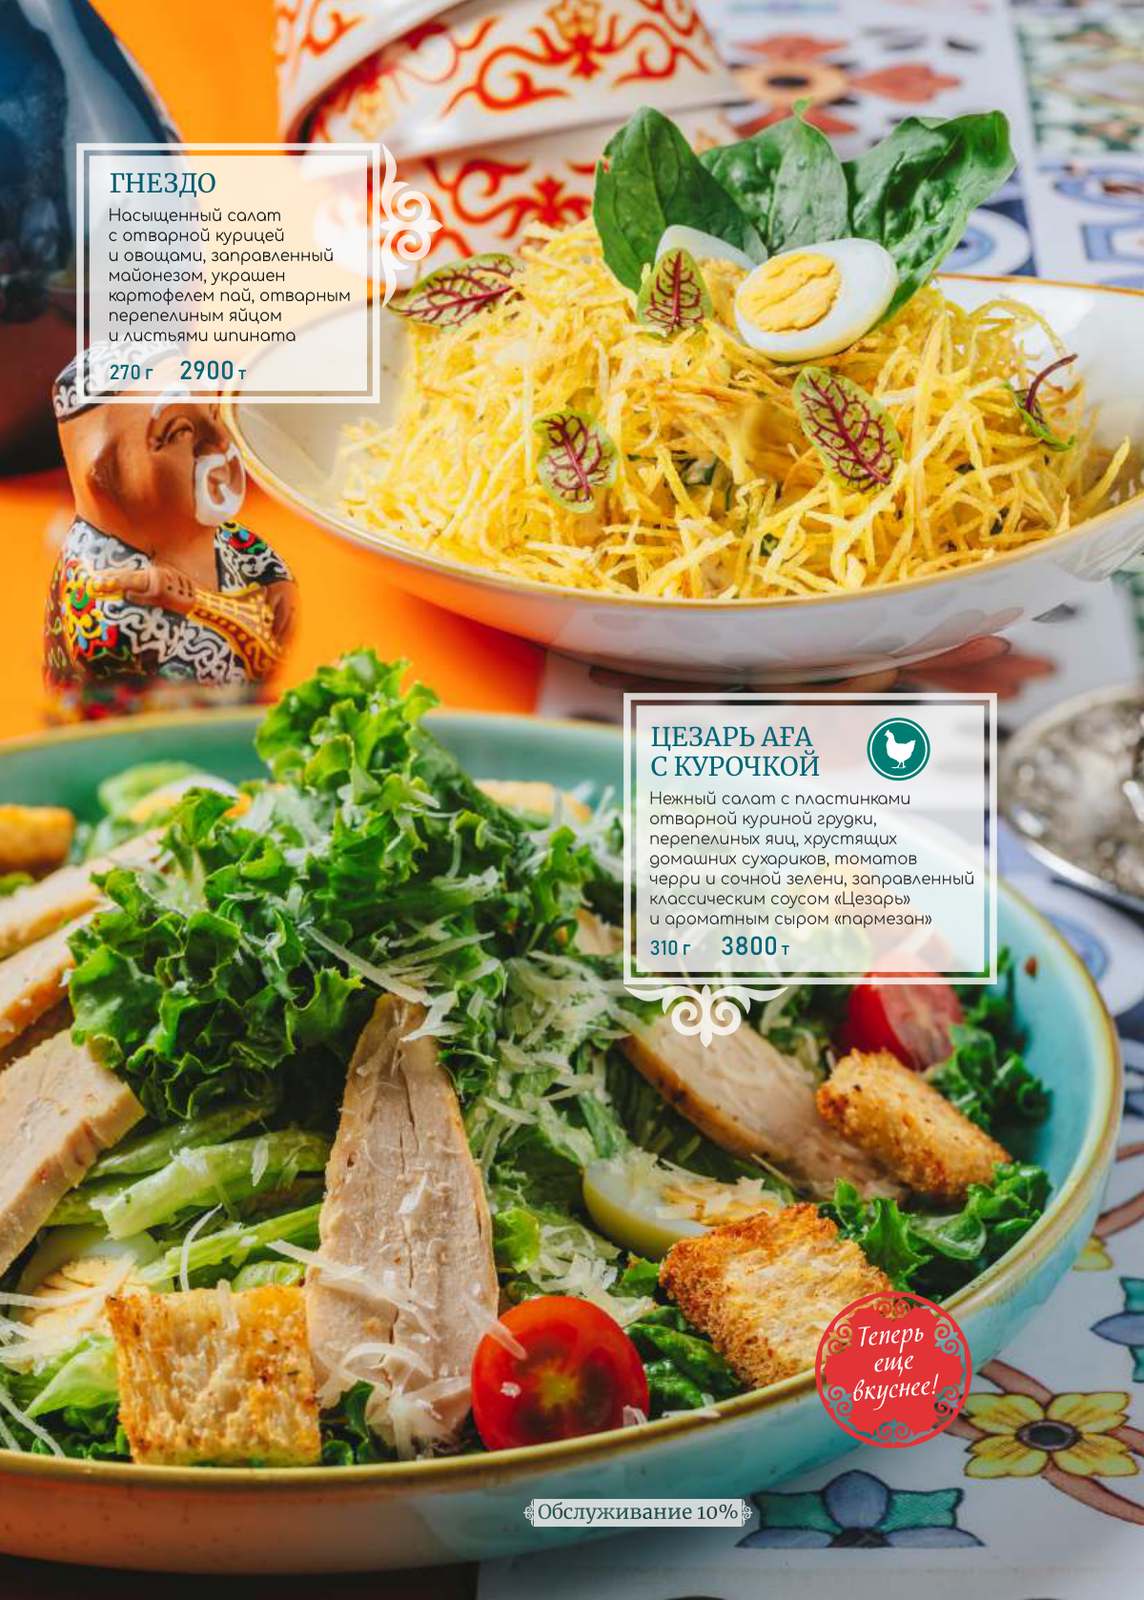 ГНЕЗДО
Насыщенный салат
с отварной курицей
и овощами, заправленный
майонезом, украшен
картофелем пай, отварным
перепелиным яйцом
и листьями шпината
270 г 2900 т
ЦЕЗАРЬ АҒА
С КУРОЧКОЙ
Нежный салат с пластинками
отварной куриной грудки,
перепелиных яиц, хрустящих
домашних сухариков, томатов
черри и сочной зелени, заправленный
классическим соусом «Цезарь»
и ароматным сыром «пармезан»
310 г 3800 т
Теперь
еще
вкуснее!
Обслуживание 10%